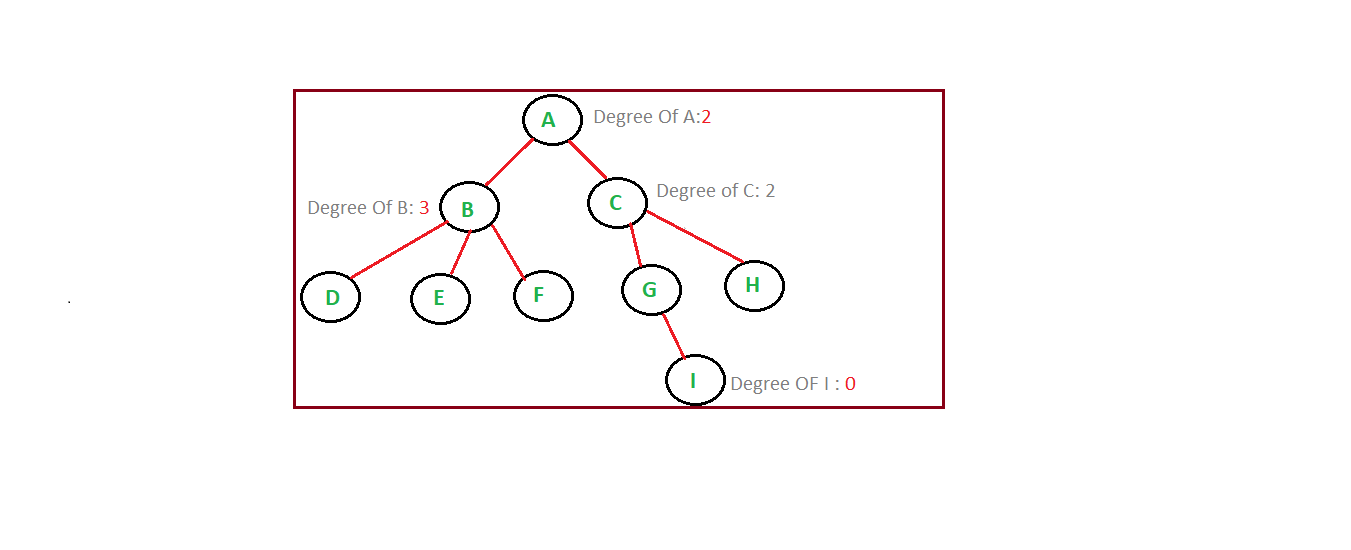 A
Degree Of A:2
Degree of C: 2
Degree Of B: 3
B
C
D
E
F
G
H
I
Degree OF I : 0